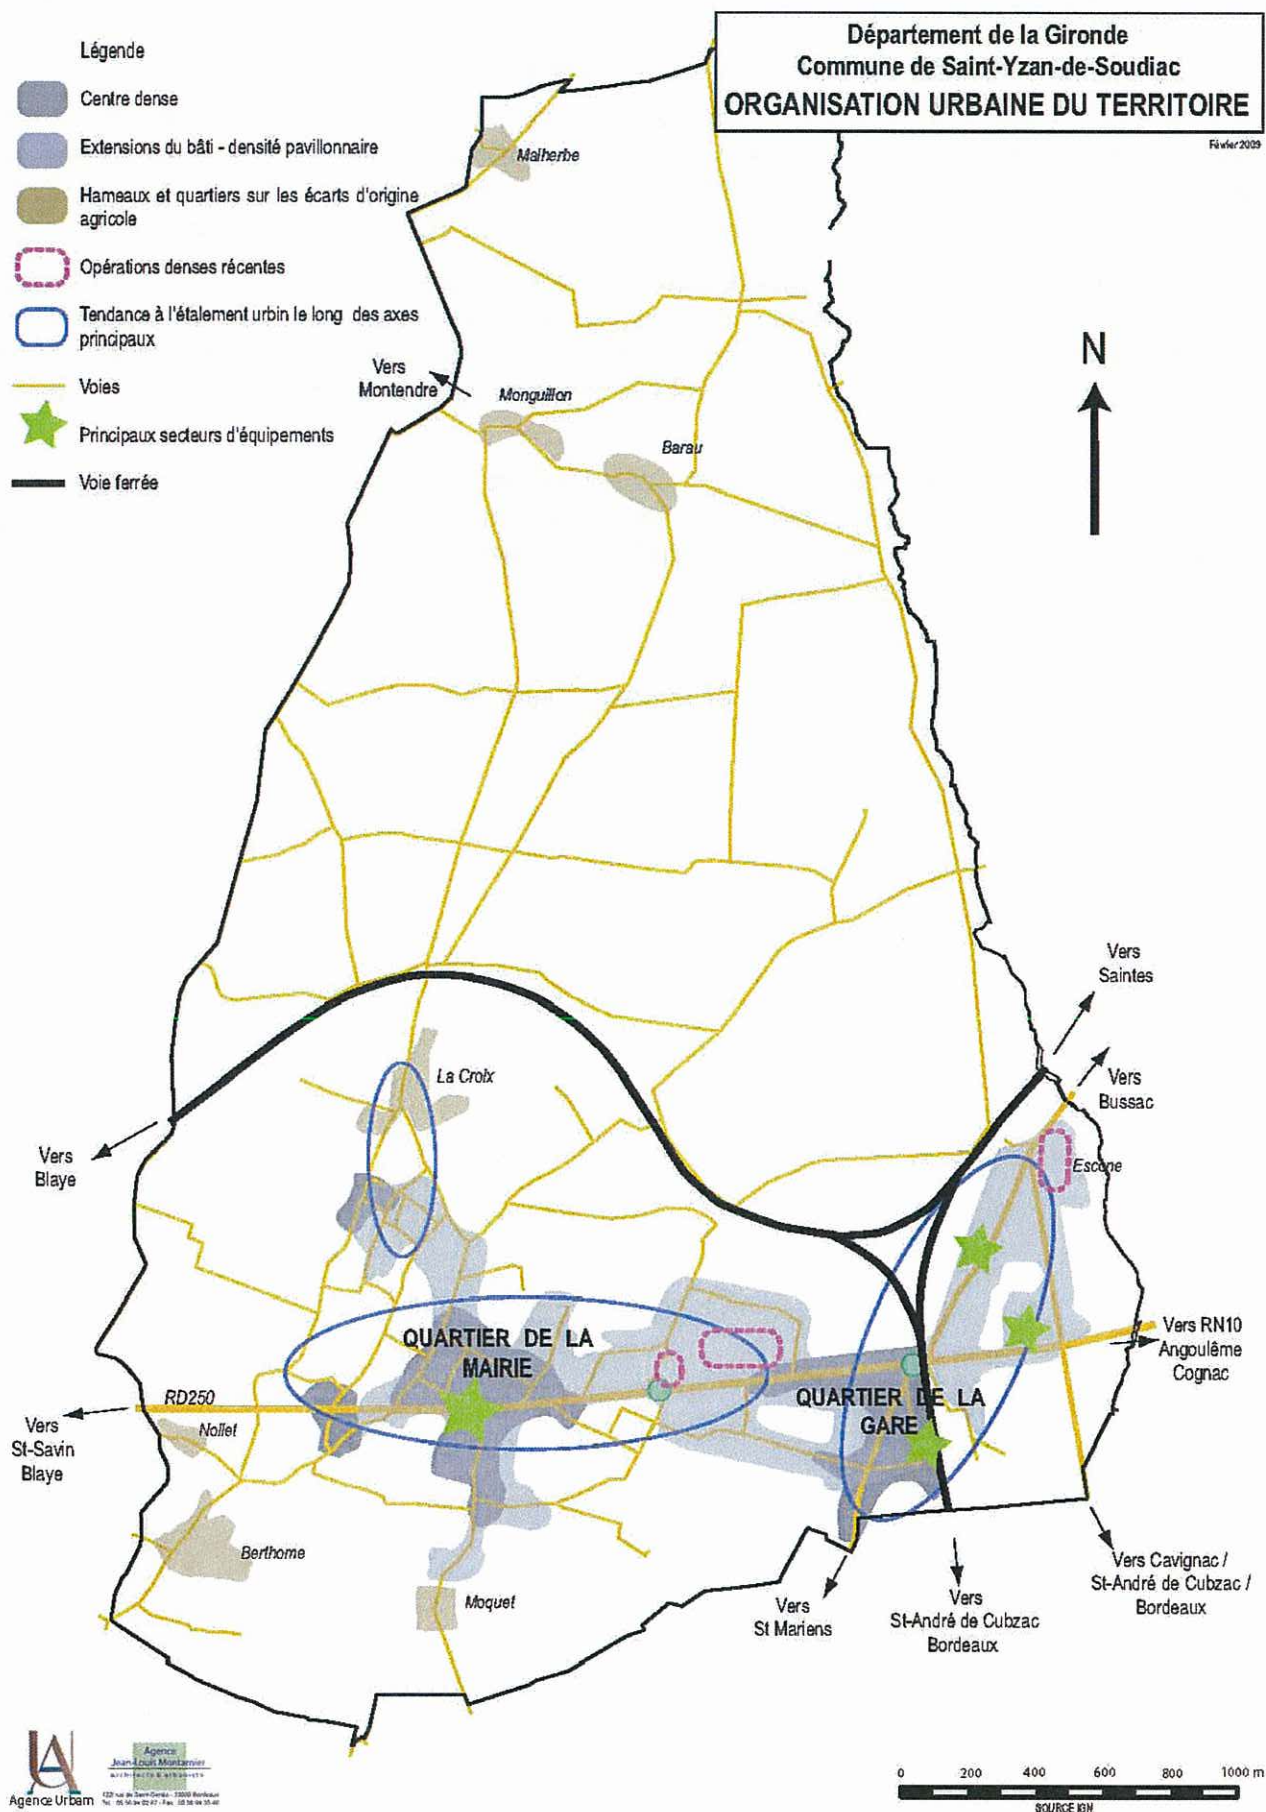 Département de la Gironde
Commune de Saint-Yzan-de-Soudiac
ORGANISATION URBAINE DU TERRITOIRE
Février 2009
Légende
Centre dense
Extensions du bâti - densité pavillonnaire
Hameaux et quartiers sur les écarts d'origine
agricole
Opérations denses récentes
Tendance à l'étalement urbin le long des axes
principaux
Voies
Principaux secteurs d'équipements
Voie ferrée
Malherbe
Vers
Montendre
Monguillon
Barau
N
Vers
Saintes
Vers
Bussac
La Croix
Vers
Blaye
Escone
QUARTIER DE LA
MAIRIE
Vers RN10
Angoulême
Cognac
RD250
QUARTIER DE LA
GARE
Nollet
Vers
St-Savin
Blaye
Berthome
Moquet
Vers
St Mariens
Vers
St-André de Cubzac
Bordeaux
Vers Cavignac /
St-André de Cubzac /
Bordeaux
UA
Agence Urbam
Agence
Jean-Louis Montarnier
0 200 400 600 800 1000 m
SOURCE IGN